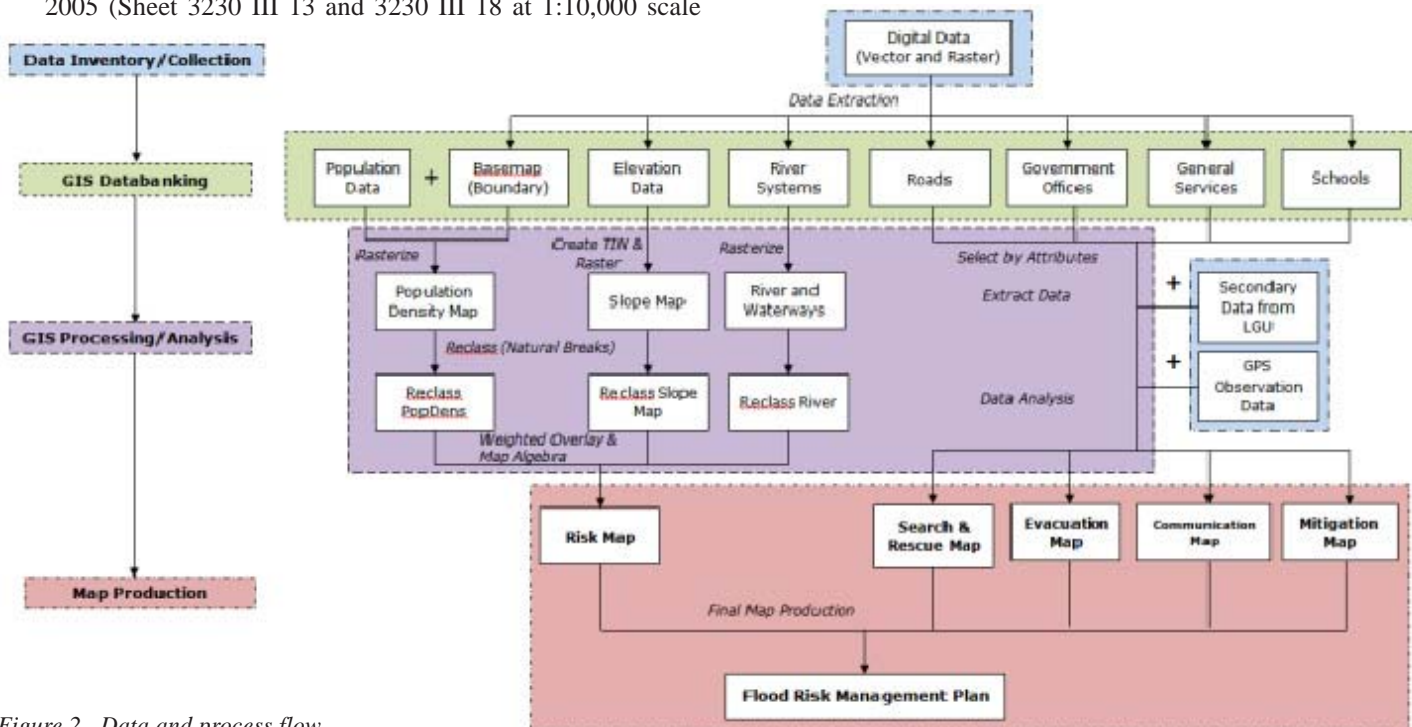 2005 (Sheet 3230 III 13 and 3230 III 18 at 1:10,000 scale
Data Inventory/Collection
GIS Databanking
GIS Processing/Analysis
Map Production
Digital Data
(Vector and Raster)
Data Extraction
Population
Data
+
Basemap
(Boundary)
Elevation
Data
River
Systems
Roads
Government
Offices
General
Services
Schools
Rasterize
Create TIN &
Raster
Rasterize
Select by Attributes
Population
Density Map
Slope Map
River and
Waterways
Extract Data
+
Secondary
Data from
LGU
Reclass (Natural Breaks)
+
GPS
Observation
Data
Reclass
PopDens
Reclass Slope
Map
Reclass River
Data Analysis
Weighted Overlay &
Map Algebra
Risk Map
Search &
Rescue Map
Evacuation
Map
Communication
Map
Mitigation
Map
Final Map Production
Flood Risk Management Plan
Figure 2. Data and process flow